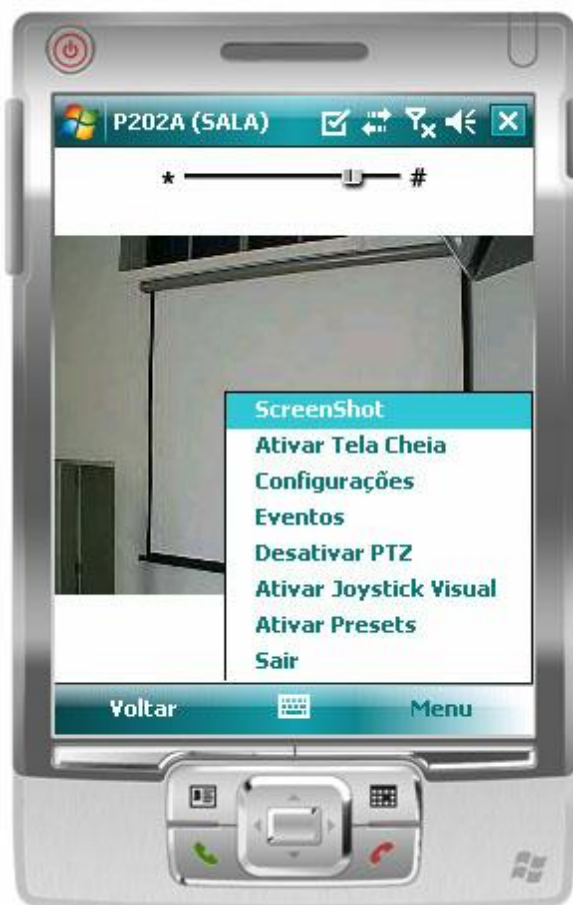 P202A (SALA)
* #
ScreenShot
Ativar Tela Cheia
Configurações
Eventos
Desativar PTZ
Ativar Joystick Visual
Ativar Presets
Sair
Voltar Menu